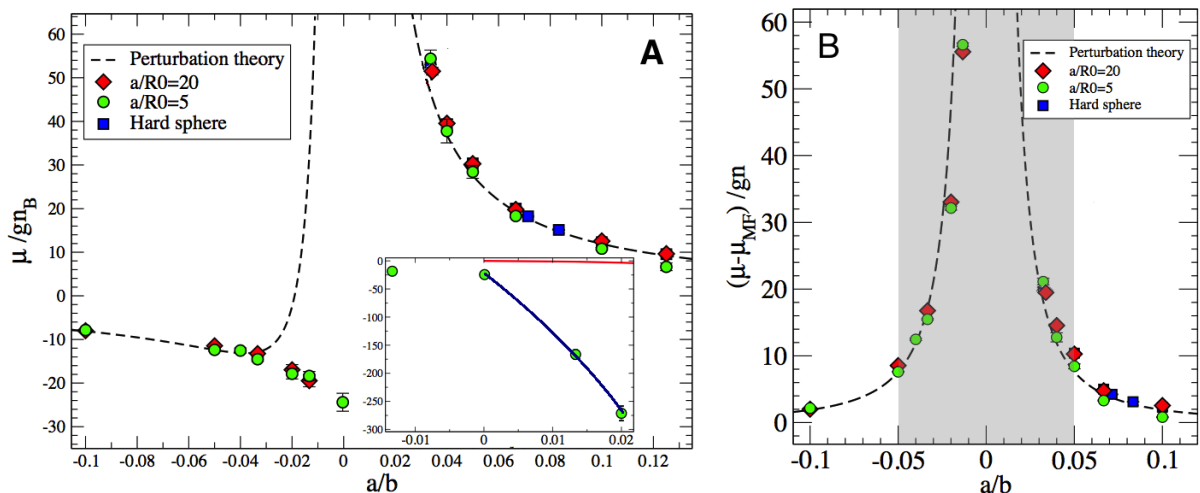 A
Perturbation theory
a/R0=20
a/R0=5
Hard sphere
μ /gn_B
60
50
40
30
20
10
0
-10
-20
-30
-0.1 -0.08 -0.06 -0.04 -0.02 0 0.02 0.04 0.06 0.08 0.1 0.12
a/b
0
-50
-100
-150
-200
-250
-300
-0.01 0 0.01 0.02
B
Perturbation theory
a/R0=20
a/R0=5
Hard sphere
(μ-μ_MF) /gn
60
50
40
30
20
10
0
-0.1 -0.05 0 0.05 0.1
a/b